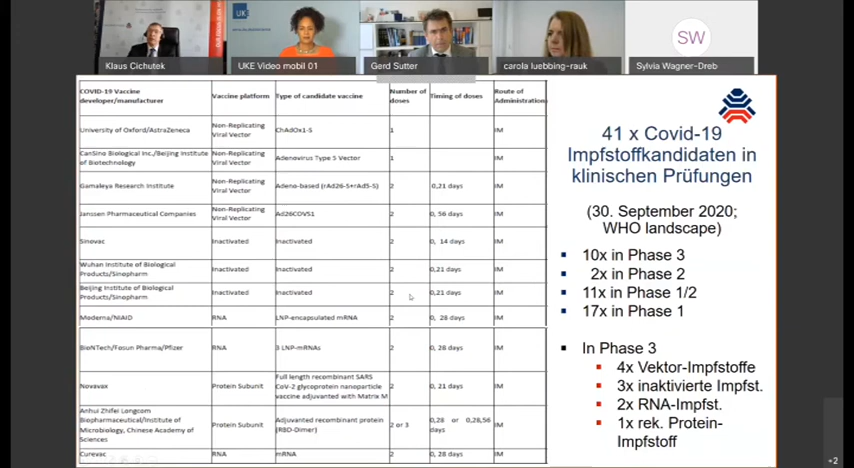 UKE
SW
Klaus Cichutek
UKE Video mobil 01
Gerd Sutter
carola luebbing-rauk
Sylvia Wagner-Dreb
COVID-19 Vaccine developer/manufacturer Vaccine platform Type of candidate vaccine Number of doses Timing of doses Route of Administration
University of Oxford/AstraZeneca Non-Replicating Viral Vector ChAdOx1-S 1 IM
CanSino Biological Inc./Beijing Institute of Biotechnology Non-Replicating Viral Vector Adenovirus Type 5 Vector 1 IM
Gamaleya Research Institute Non-Replicating Viral Vector Adeno-based (rAd26-S+rAd5-S) 2 0,21 days IM
Janssen Pharmaceutical Companies Non-Replicating Viral Vector Ad26COVS1 2 0, 56 days IM
Sinovac Inactivated Inactivated 2 0, 14 days IM
Wuhan Institute of Biological Products/Sinopharm Inactivated Inactivated 2 0,21 days IM
Beijing Institute of Biological Products/Sinopharm Inactivated Inactivated 2 0,21 days IM
Moderna/NIAID RNA LNP-encapsulated mRNA 2 0, 28 days IM
BioNTech/Fosun Pharma/Pfizer RNA 3 LNP-mRNAs 2 0, 28 days IM
Novavax Protein Subunit Full length recombinant SARS CoV-2 glycoprotein nanoparticle vaccine adjuvanted with Matrix M 2 0, 21 days IM
Anhui Zhifei Longcom Biopharmaceutical/Institute of Microbiology, Chinese Academy of Sciences Protein Subunit Adjuvanted recombinant protein (RBD-Dimer) 2 or 3 0,28 or 0,28,56 days IM
Curevac RNA mRNA 2 0, 28 days IM
41 x Covid-19
Impfstoffkandidaten in
klinischen Prüfungen
(30. September 2020;
WHO landscape)
10x in Phase 3
2x in Phase 2
11x in Phase 1/2
17x in Phase 1
In Phase 3
4x Vektor-Impfstoffe
3x inaktivierte Impfst.
2x RNA-Impfst.
1x rek. Protein-
Impfstoff
+2